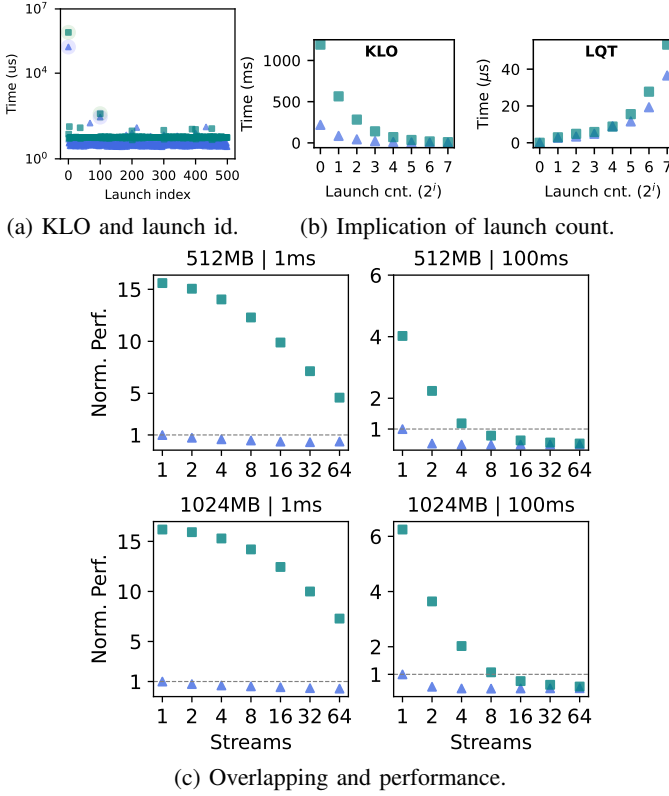 10^7
10^4
10^0
Time (us)
0 100 200 300 400 500
Launch index
KLO
1000
500
0
Time (ms)
0 1 2 3 4 5 6 7
Launch cnt. (2^i)
LQT
40
20
0
Time (μs)
0 1 2 3 4 5 6 7
Launch cnt. (2^i)
(a) KLO and launch id.
(b) Implication of launch count.
512MB | 1ms
15
10
5
1
Norm. Perf.
1 2 4 8 16 32 64
512MB | 100ms
6
4
2
1
1 2 4 8 16 32 64
1024MB | 1ms
15
10
5
1
Norm. Perf.
1 2 4 8 16 32 64
Streams
1024MB | 100ms
6
4
2
1
1 2 4 8 16 32 64
Streams
(c) Overlapping and performance.